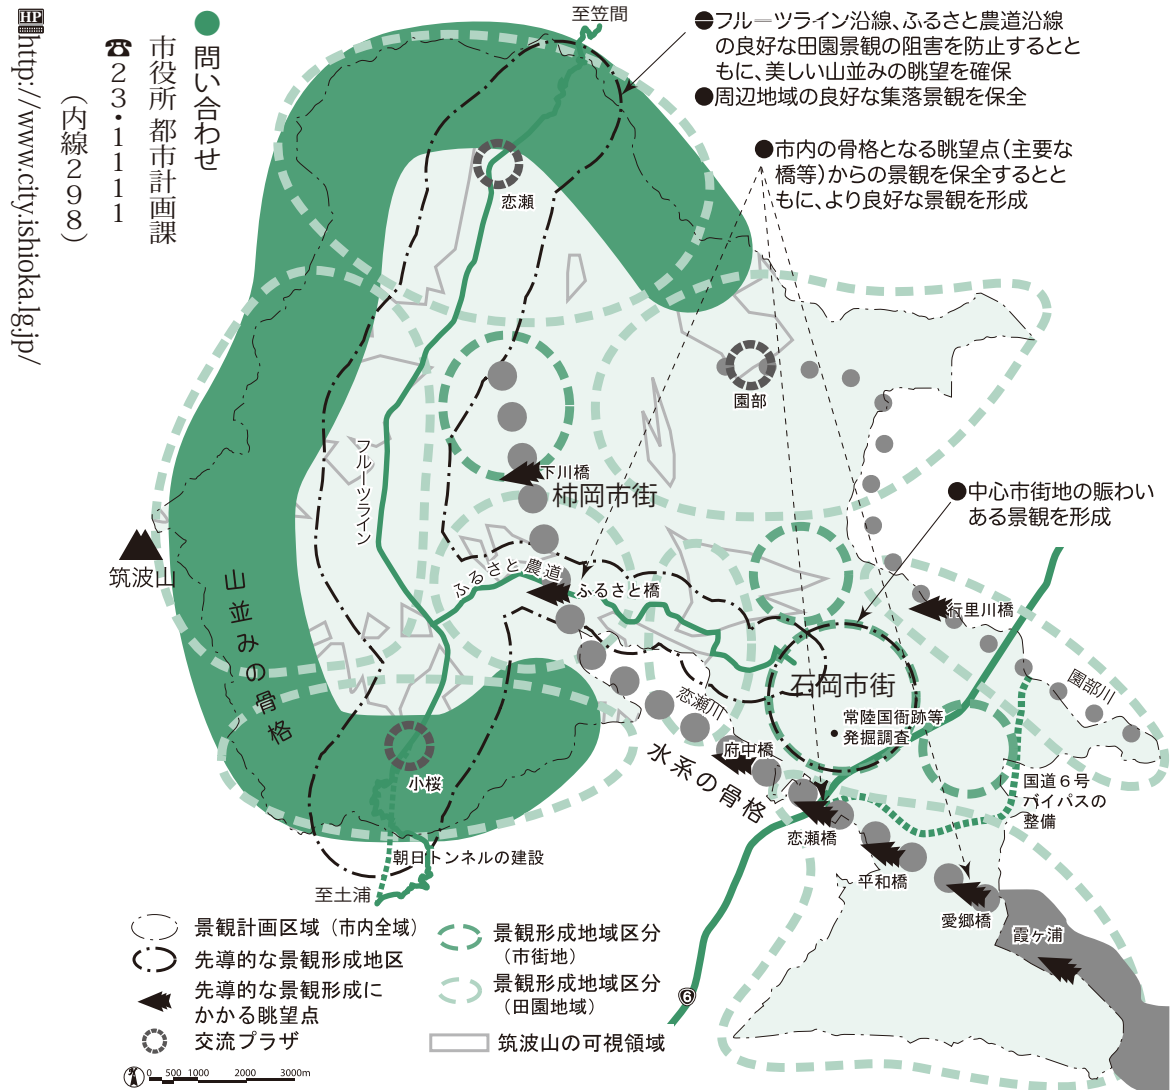 ●問い合わせ
市役所 都市計画課
☎23・1111
(内線298)
HP http://www.city.ishioka.lg.jp/
至笠間
●フルーツライン沿線、ふるさと農道沿線
の良好な田園景観の阻害を防止するとと
もに、美しい山並みの眺望を確保
●周辺地域の良好な集落景観を保全
●市内の骨格となる眺望点(主要な
橋等)からの景観を保全するとと
もに、より良好な景観を形成
恋瀬
園部
フルーツライン
下川橋
柿岡市街
●中心市街地の賑わい
ある景観を形成
筑波山
山並みの骨格
ふるさと農道
ふるさと橋
行里川橋
園部川
石岡市街
恋瀬川
常陸国衙跡等
発掘調査
府中橋
水系の骨格
小桜
国道6号
バイパスの
整備
恋瀬橋
朝日トンネルの建設
平和橋
至土浦
愛郷橋
霞ヶ浦
6
景観計画区域(市内全域)
先導的な景観形成地区
先導的な景観形成に
かかる眺望点
交流プラザ
景観形成地域区分
(市街地)
景観形成地域区分
(田園地域)
筑波山の可視領域
0 500 1000 2000 3000m